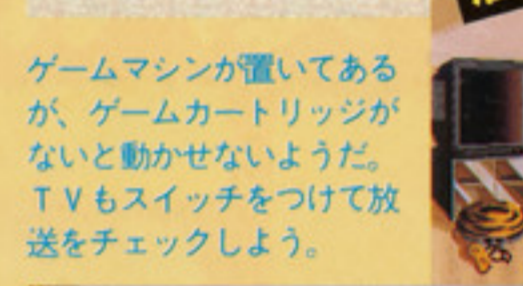 ゲームマシンが置いてある
が、ゲームカートリッジが
ないと動かせないようだ。
ＴＶもスイッチをつけて放
送をチェックしよう。